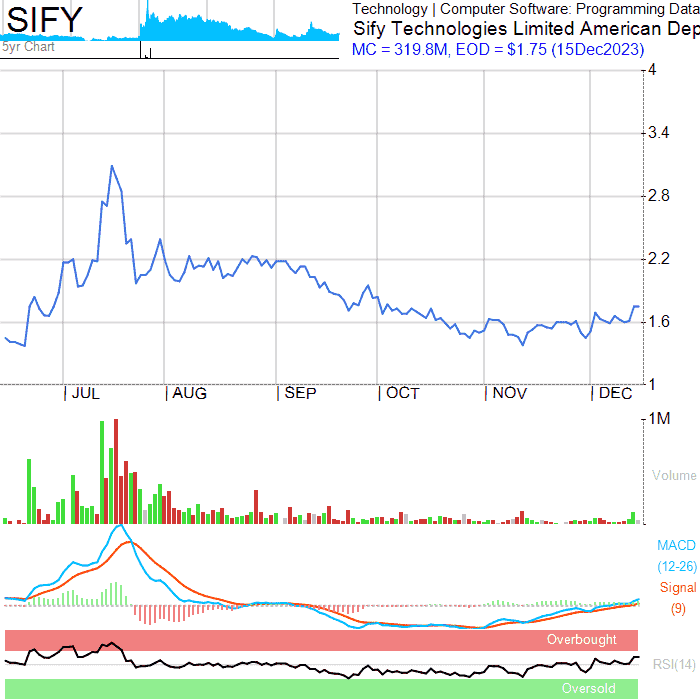 SIFY
5yr Chart
Technology | Computer Software: Programming Data
Sify Technologies Limited American Dep
MC = 319.8M, EOD = $1.75 (15Dec2023)
4
3.4
2.8
2.2
1.6
1
JUL AUG SEP OCT NOV DEC
1M
Volume
MACD
(12-26)
Signal
(9)
Overbought
RSI(14)
Oversold